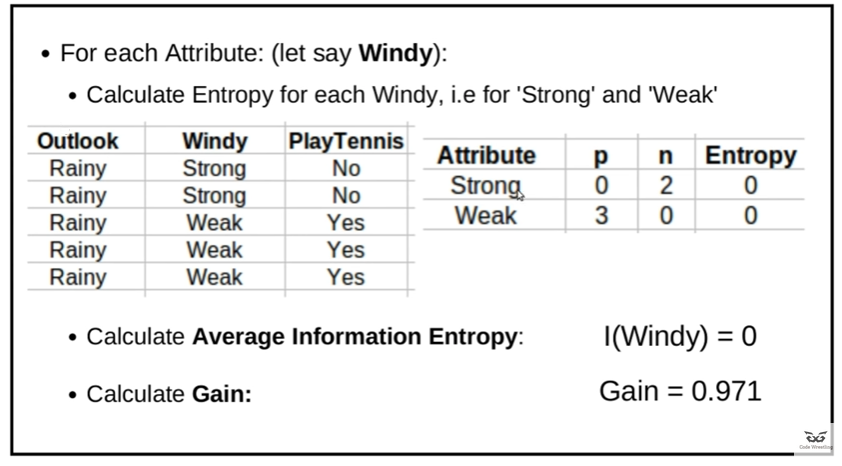 • For each Attribute: (let say Windy):
• Calculate Entropy for each Windy, i.e for 'Strong' and 'Weak'
Outlook Windy PlayTennis
Rainy Strong No
Rainy Strong No
Rainy Weak Yes
Rainy Weak Yes
Rainy Weak Yes
Attribute p n Entropy
Strong 0 2 0
Weak 3 0 0
• Calculate Average Information Entropy: I(Windy) = 0
• Calculate Gain: Gain = 0.971
Code Wrestling